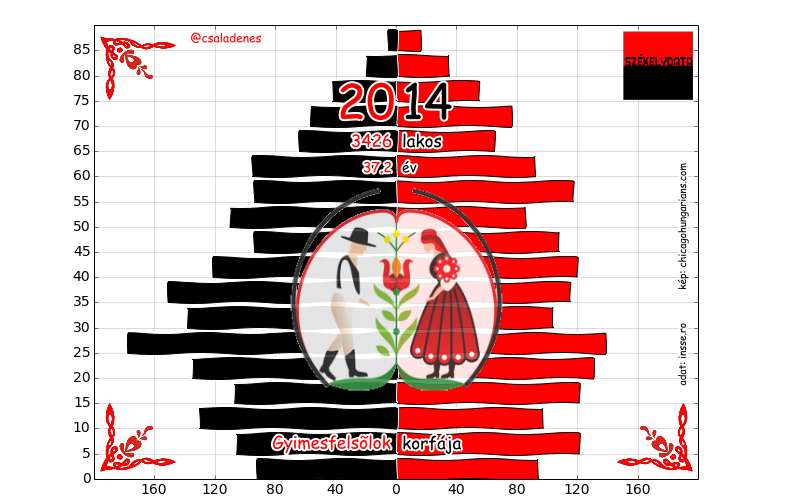 @csaladenes
SZÉKELYDATA
2014
3426 lakos
37.2 év
kép: chicagohungarians.com
adat: insse.ro
Gyimesfelsõlok korfája
85
80
75
70
65
60
55
50
45
40
35
30
25
20
15
10
5
0
160 120 80 40 0 40 80 120 160